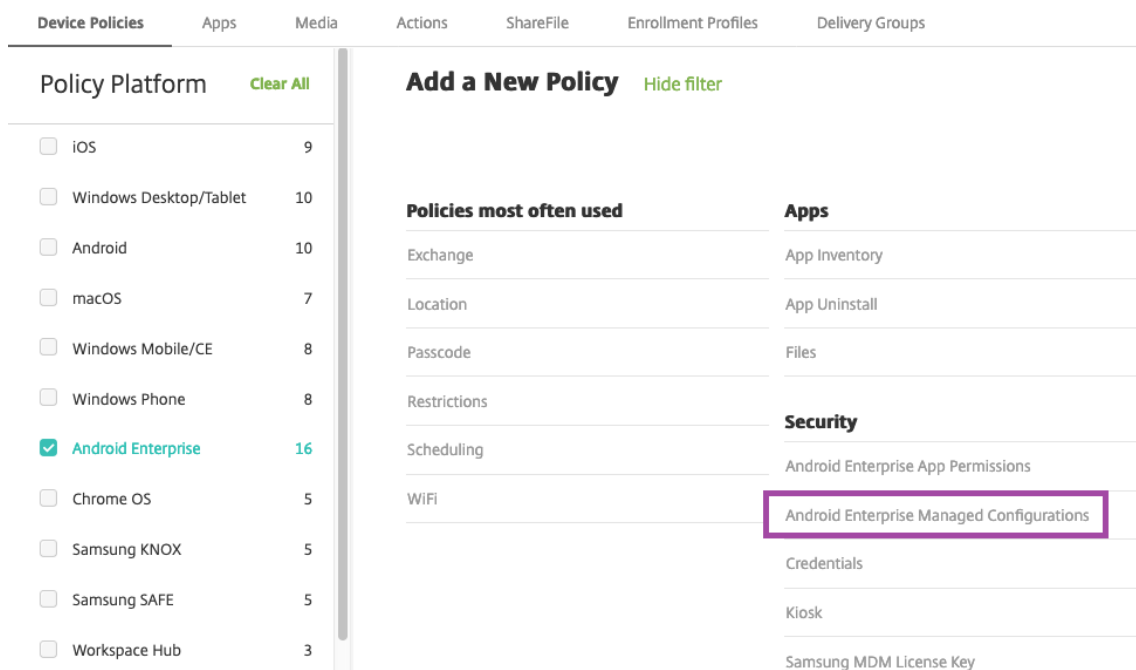 Device Policies Apps Media Actions ShareFile Enrollment Profiles Delivery Groups
Policy Platform Clear All
iOS 9
Windows Desktop/Tablet 10
Android 10
macOS 7
Windows Mobile/CE 8
Windows Phone 8
Android Enterprise 16
Chrome OS 5
Samsung KNOX 5
Samsung SAFE 5
Workspace Hub 3
Add a New Policy Hide filter
Policies most often used
Exchange
Location
Passcode
Restrictions
Scheduling
WiFi
Apps
App Inventory
App Uninstall
Files
Security
Android Enterprise App Permissions
Android Enterprise Managed Configurations
Credentials
Kiosk
Samsung MDM License Key